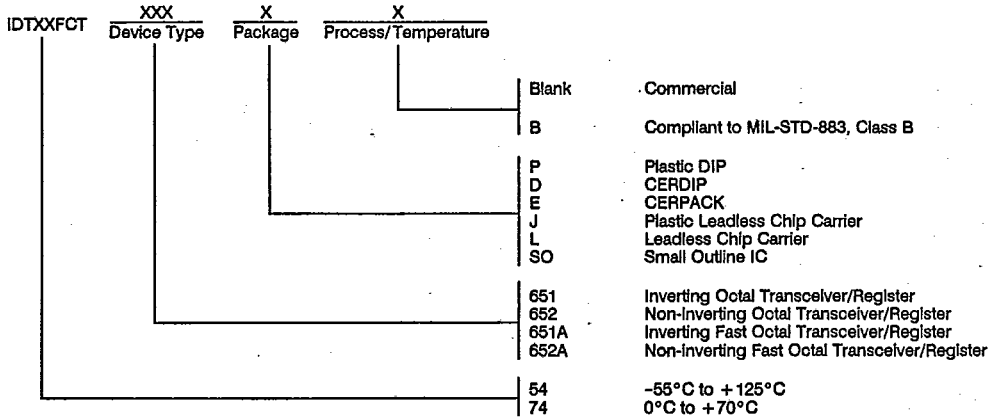 IDTXXFCT XXX X X
Device Type Package Process/Temperature
Blank Commercial
B Compliant to MIL-STD-883, Class B
P Plastic DIP
D CERDIP
E CERPACK
J Plastic Leadless Chip Carrier
L Leadless Chip Carrier
SO Small Outline IC
651 Inverting Octal Transceiver/Register
652 Non-Inverting Octal Transceiver/Register
651A Inverting Fast Octal Transceiver/Register
652A Non-Inverting Fast Octal Transceiver/Register
54 –55°C to +125°C
74 0°C to +70°C